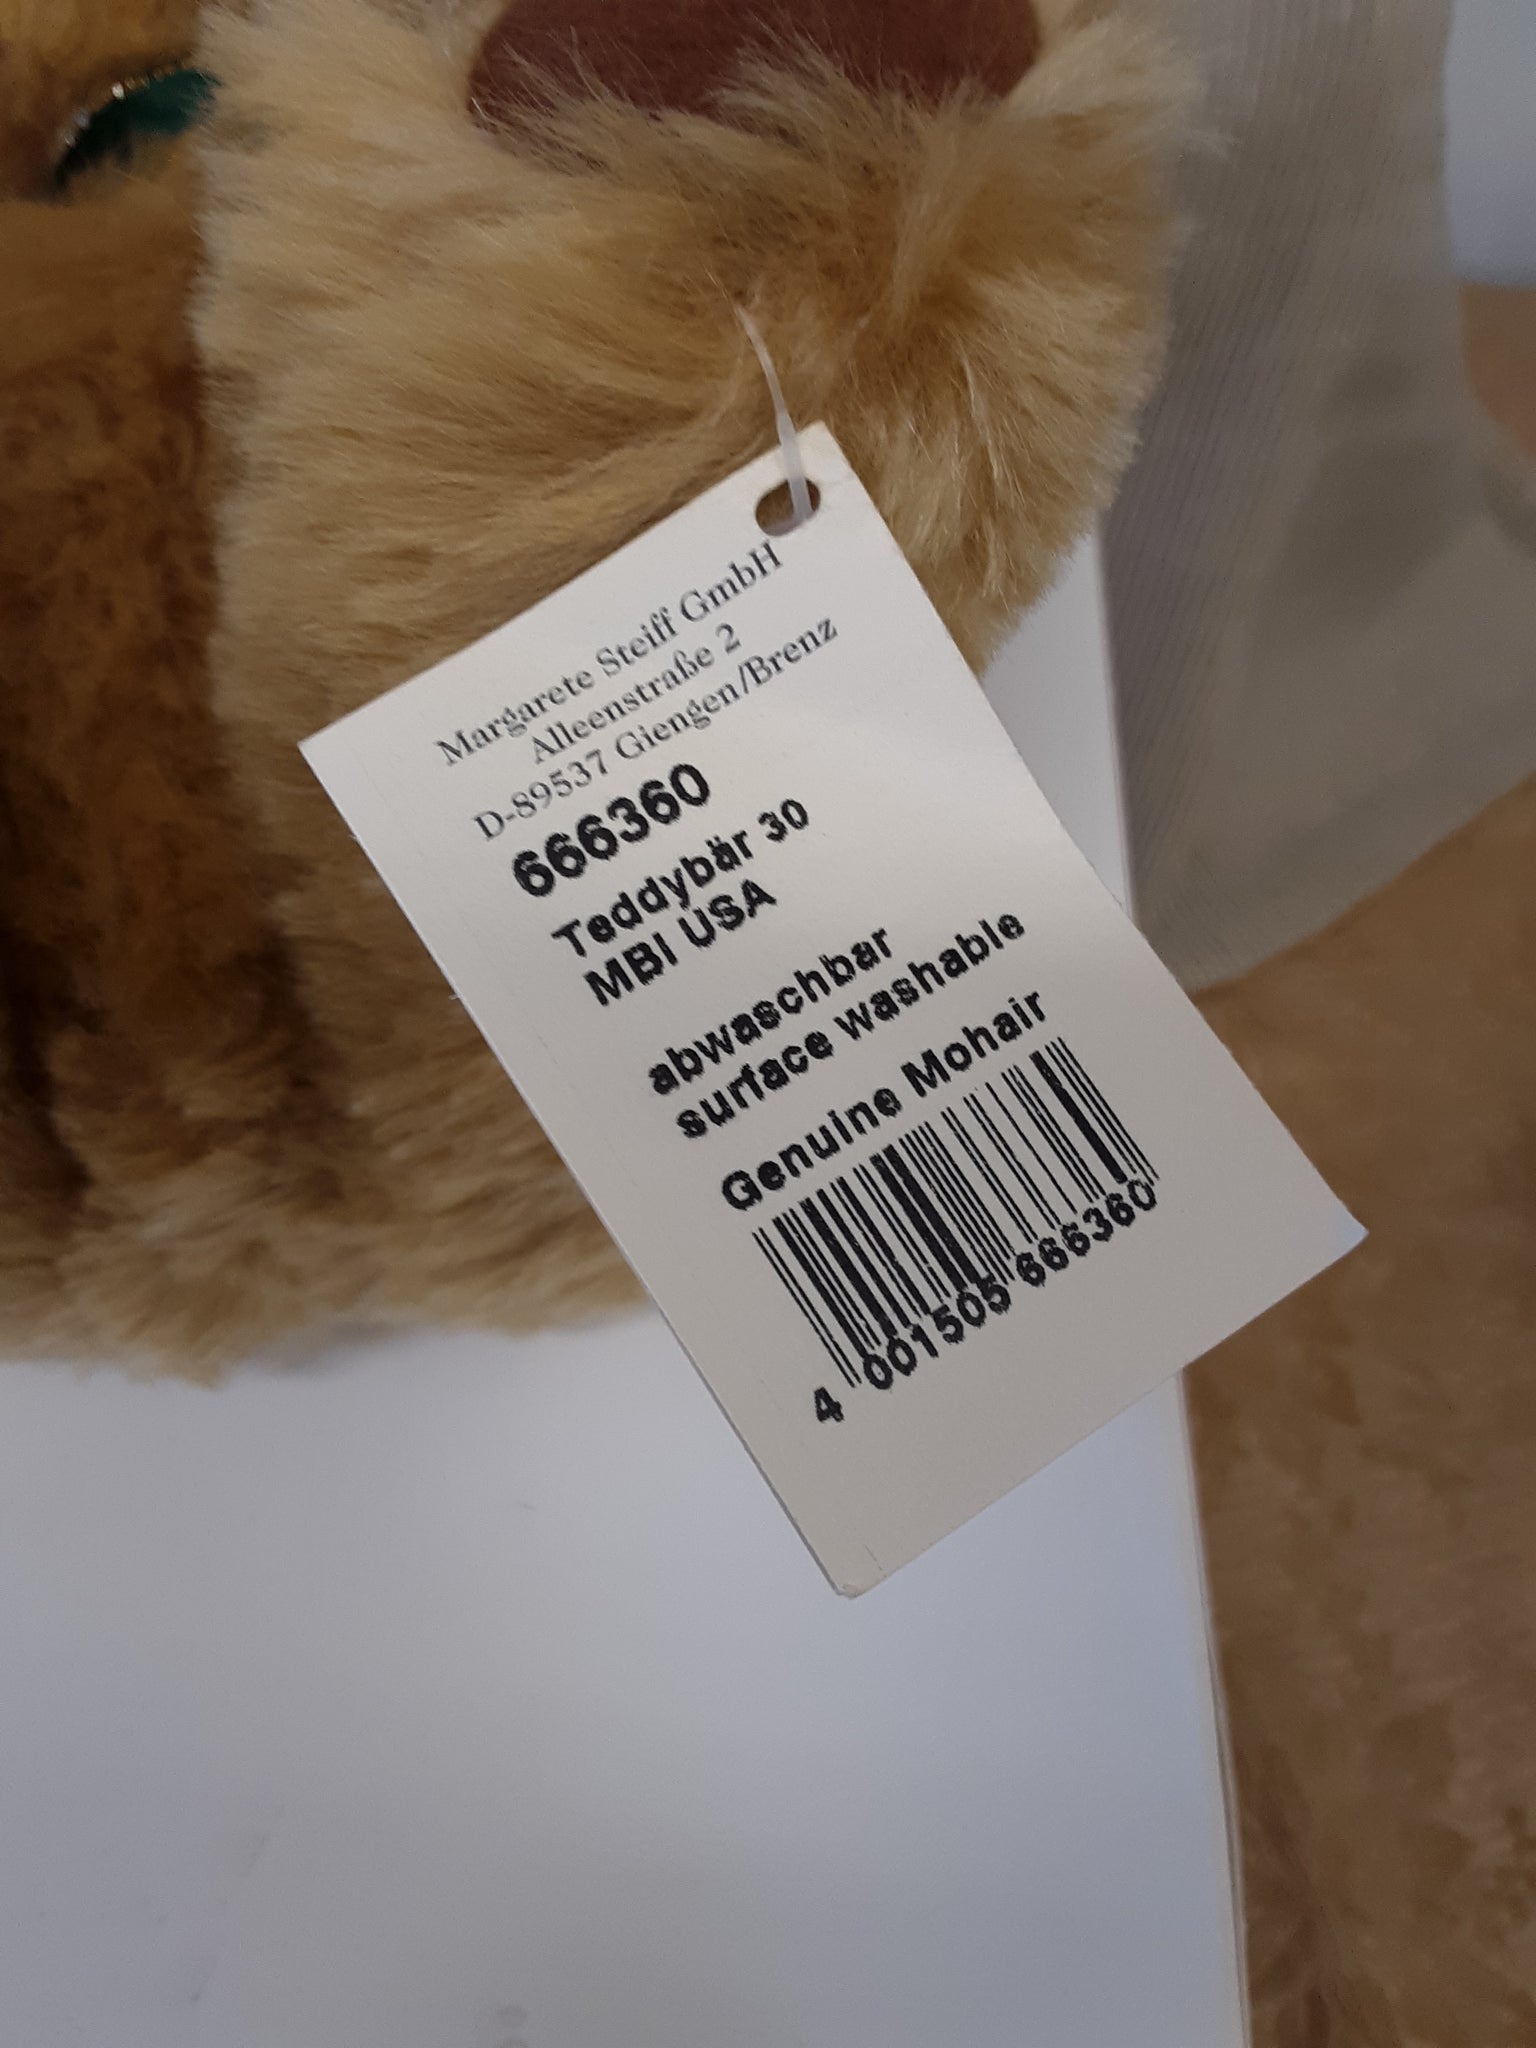 Margarete Steiff GmbH
Alleenstraße 2
D-89537 Giengen/Brenz
666360
Teddybär 30
MBI USA
abwaschbar
surface washable
Genuine Mohair
4 001505 666360